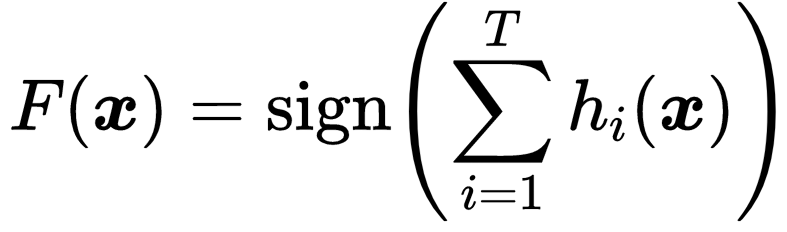 F(𝒙) = sign(∑_{i=1}^{T} h_i(𝒙))